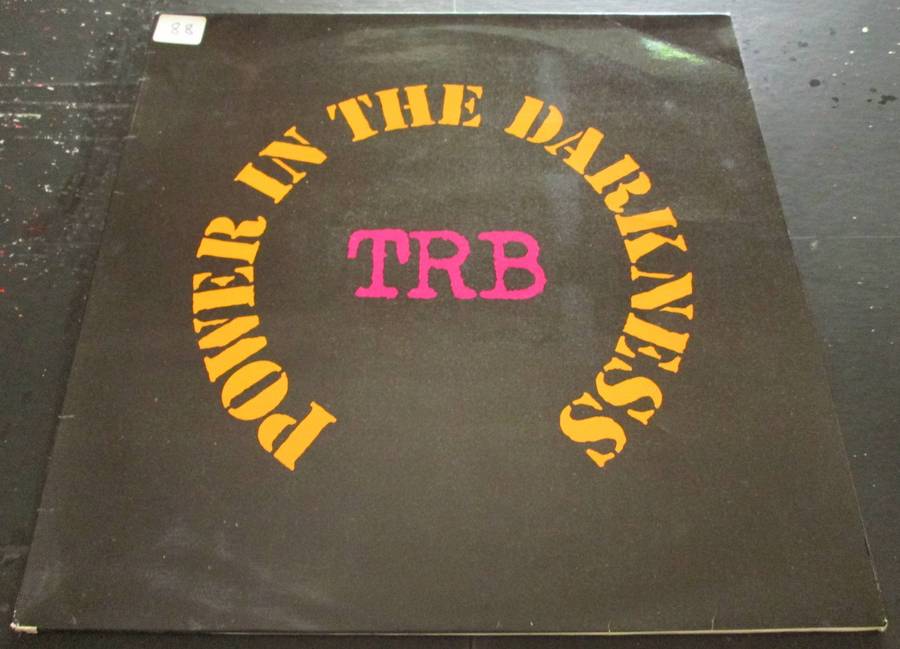 88
POWER IN THE DARKNESS
TRB